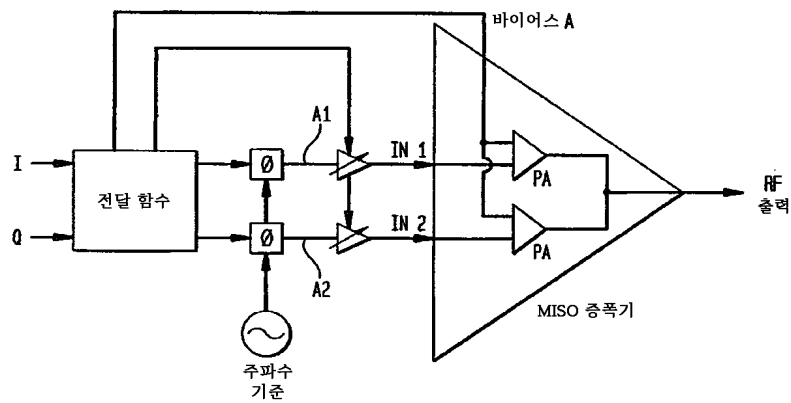 바이어스 A
A1
I
IN 1
전달 함수
Ø
PA
RF
출력
Q
Ø
IN 2
PA
A2
MISO 증폭기
주파수
기준